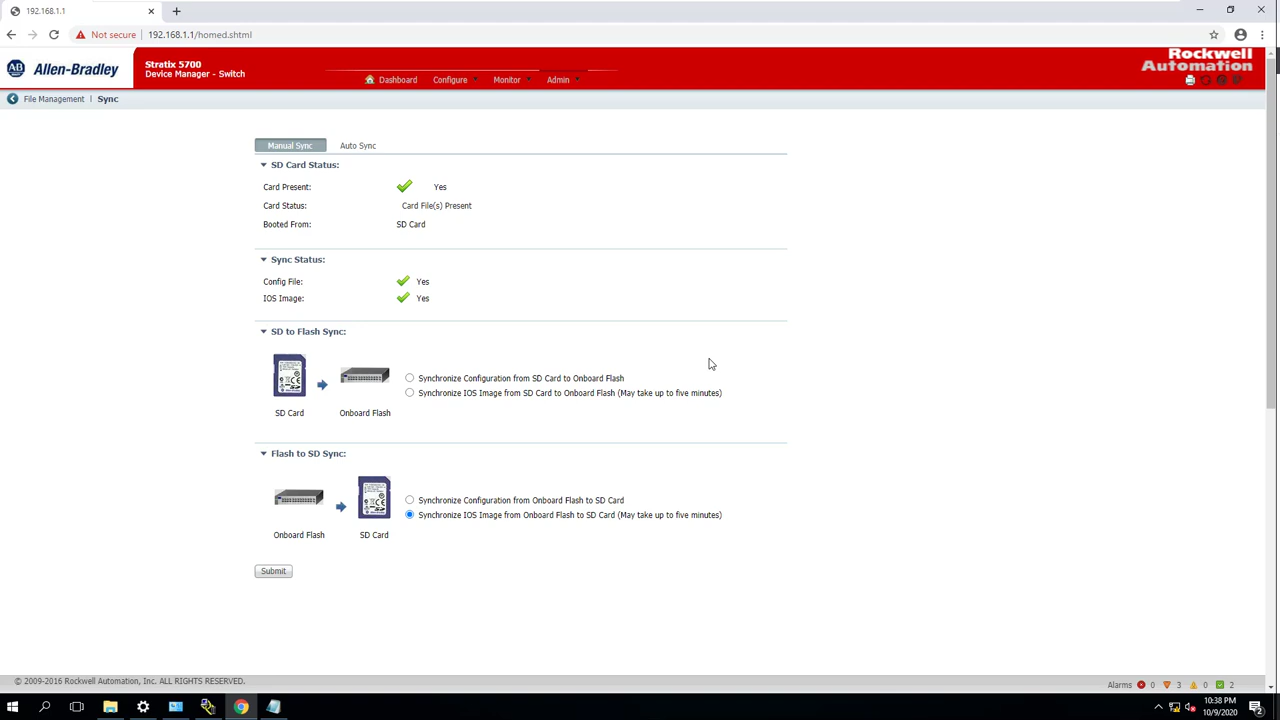 192.168.1.1
Not secure | 192.168.1.1/homed.shtml
Allen-Bradley
Stratix 5700
Device Manager - Switch
Dashboard Configure Monitor Admin
Rockwell
Automation
File Management | Sync
Manual Sync Auto Sync
SD Card Status:
Card Present: Yes
Card Status: Card File(s) Present
Booted From: SD Card
Sync Status:
Config File: Yes
IOS Image: Yes
SD to Flash Sync:
Synchronize Configuration from SD Card to Onboard Flash
Synchronize IOS Image from SD Card to Onboard Flash (May take up to five minutes)
SD Card Onboard Flash
Flash to SD Sync:
Synchronize Configuration from Onboard Flash to SD Card
Synchronize IOS Image from Onboard Flash to SD Card (May take up to five minutes)
Onboard Flash SD Card
Submit
© 2009-2016 Rockwell Automation, Inc. ALL RIGHTS RESERVED.
Alarms 0 3 0 2
10:38 PM
10/9/2020
2